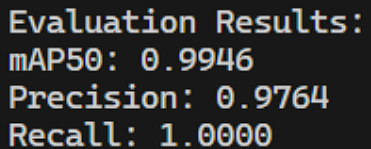 Evaluation Results:
mAP50: 0.9946
Precision: 0.9764
Recall: 1.0000